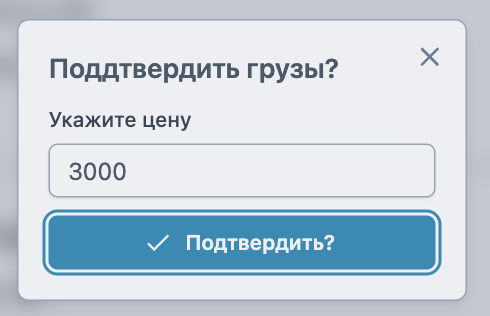 Поддтвердить грузы?
Укажите цену
3000
Подтвердить?